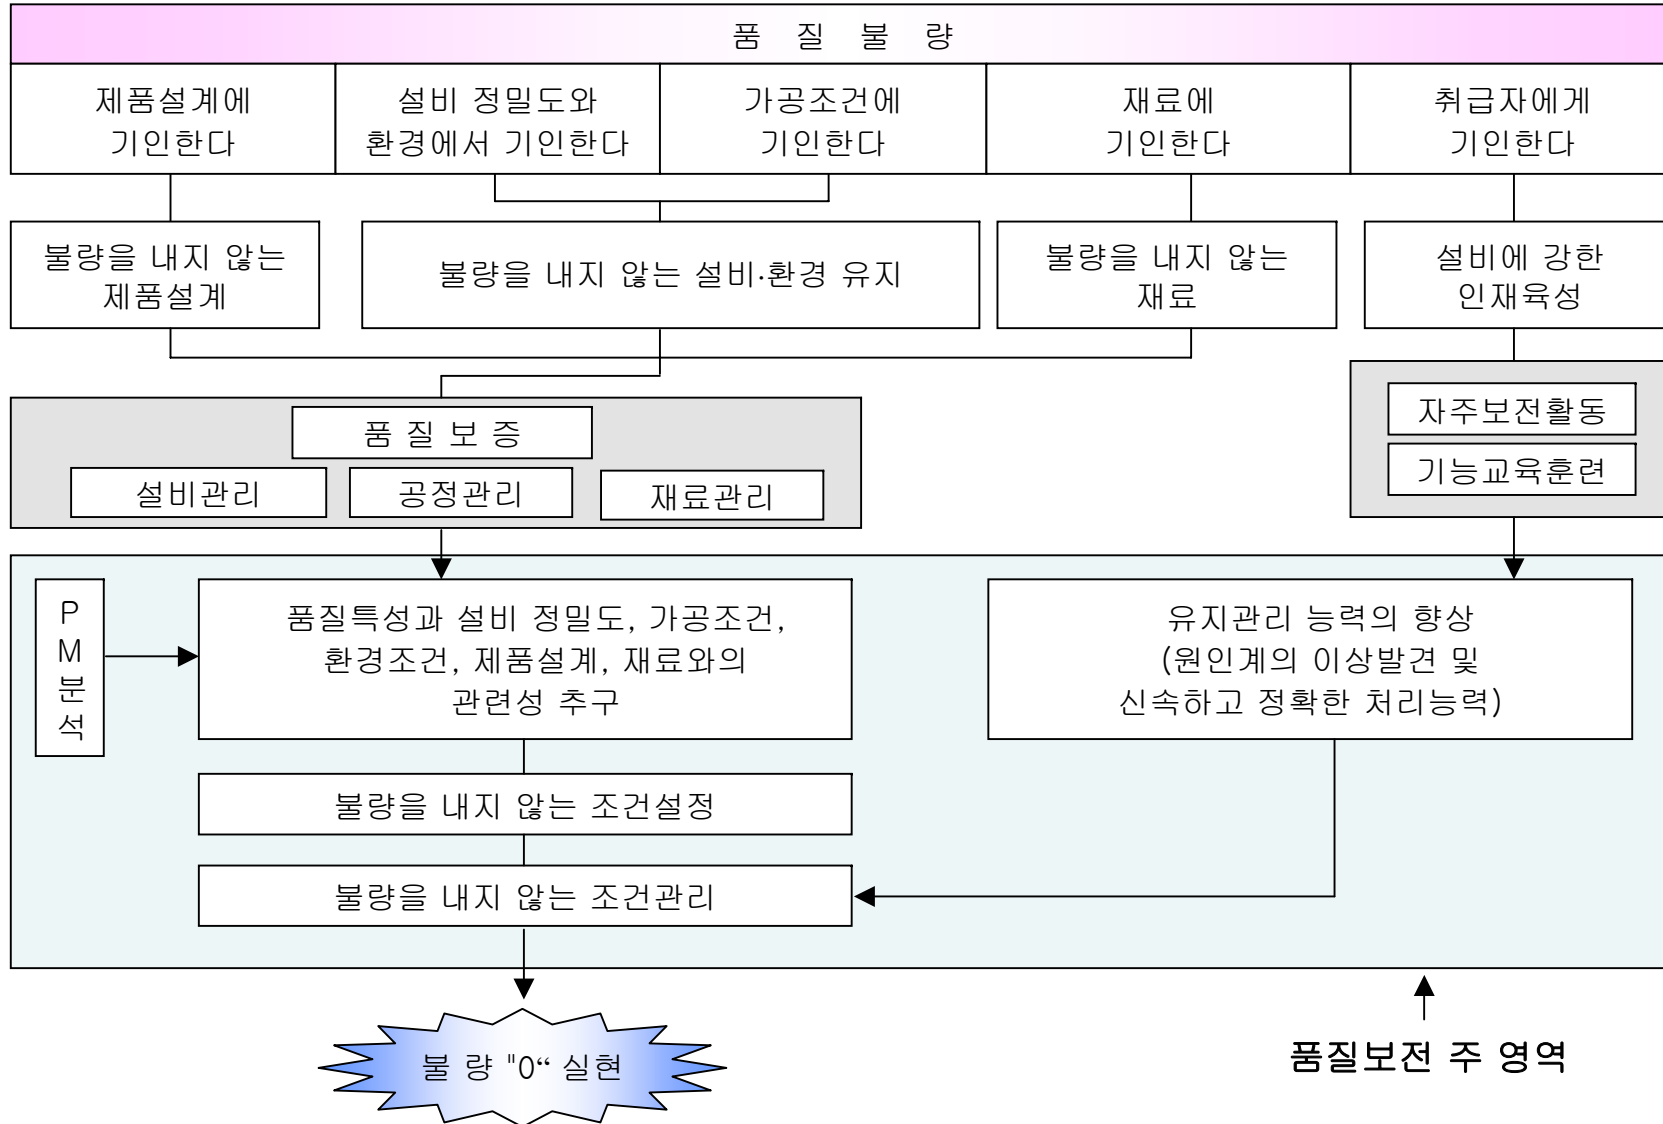 품 질 불 량
제품설계에
기인한다
설비 정밀도와
환경에서 기인한다
가공조건에
기인한다
재료에
기인한다
취급자에게
기인한다
불량을 내지 않는
제품설계
불량을 내지 않는 설비·환경 유지
불량을 내지 않는
재료
설비에 강한
인재육성
품 질 보 증
설비관리
공정관리
재료관리
자주보전활동
기능교육훈련
P
M
분
석
품질특성과 설비 정밀도, 가공조건,
환경조건, 제품설계, 재료와의
관련성 추구
유지관리 능력의 향상
(원인계의 이상발견 및
신속하고 정확한 처리능력)
불량을 내지 않는 조건설정
불량을 내지 않는 조건관리
불 량 "0“ 실현
품질보전 주 영역